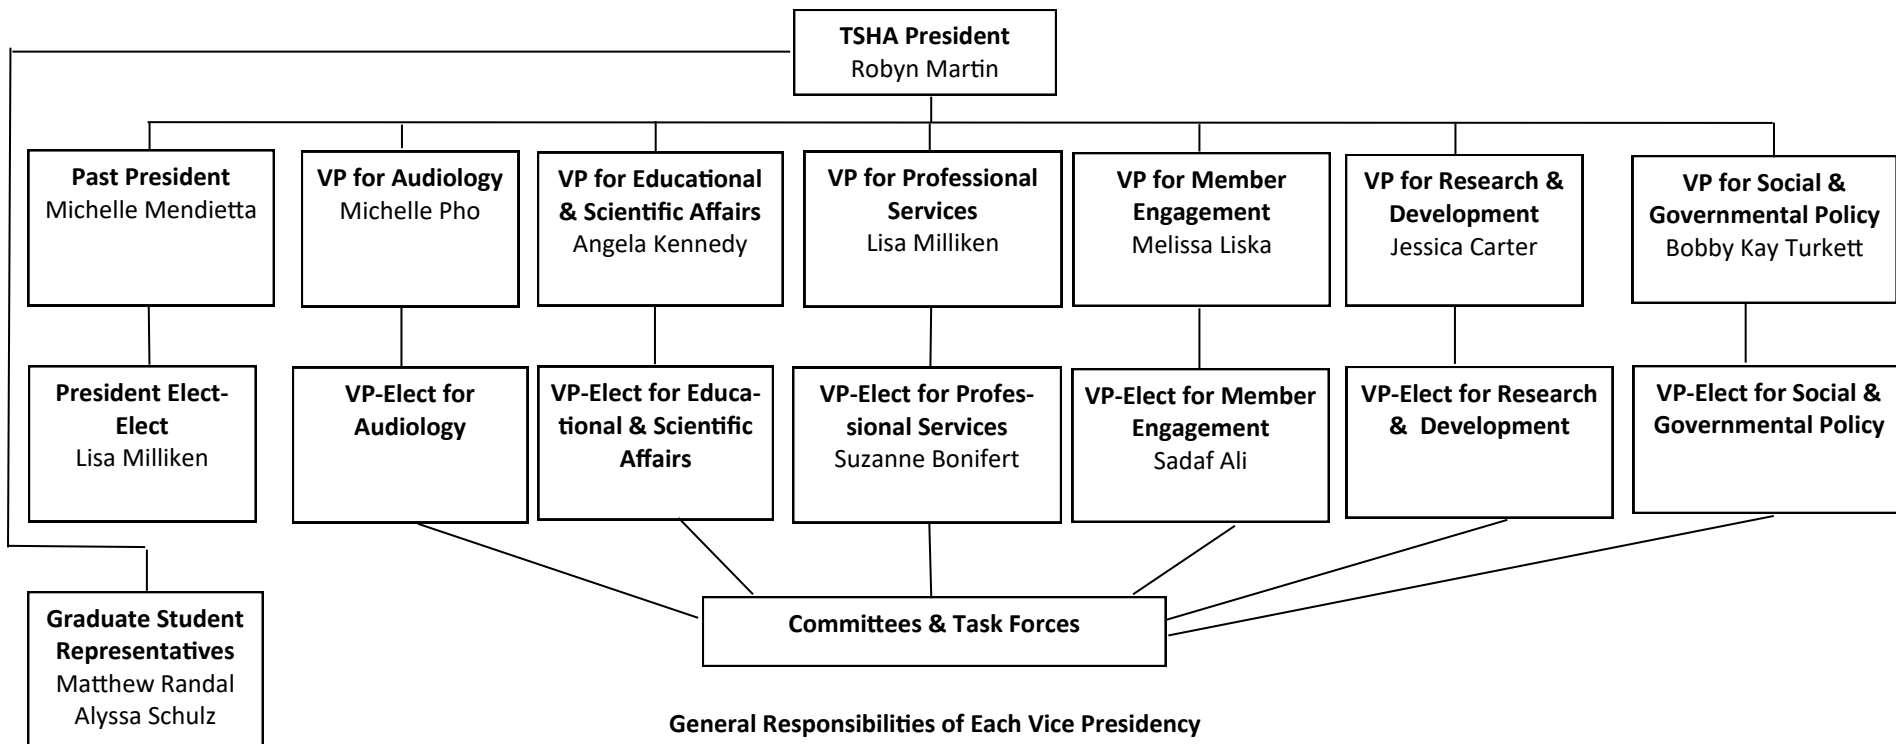 TSHA President
Robyn Martin
Past President
Michelle Mendietta
VP for Audiology
Michelle Pho
VP for Educational
& Scientific Affairs
Angela Kennedy
VP for Professional
Services
Lisa Milliken
VP for Member
Engagement
Melissa Liska
VP for Research &
Development
Jessica Carter
VP for Social &
Governmental Policy
Bobby Kay Turkett
President Elect-
Elect
Lisa Milliken
VP-Elect for
Audiology
VP-Elect for Educa-
tional & Scientific
Affairs
VP-Elect for Profes-
sional Services
Suzanne Bonifert
VP-Elect for Member
Engagement
Sadaf Ali
VP-Elect for Research
& Development
VP-Elect for Social &
Governmental Policy
Graduate Student
Representatives
Matthew Randal
Alyssa Schulz
Committees & Task Forces
General Responsibilities of Each Vice Presidency